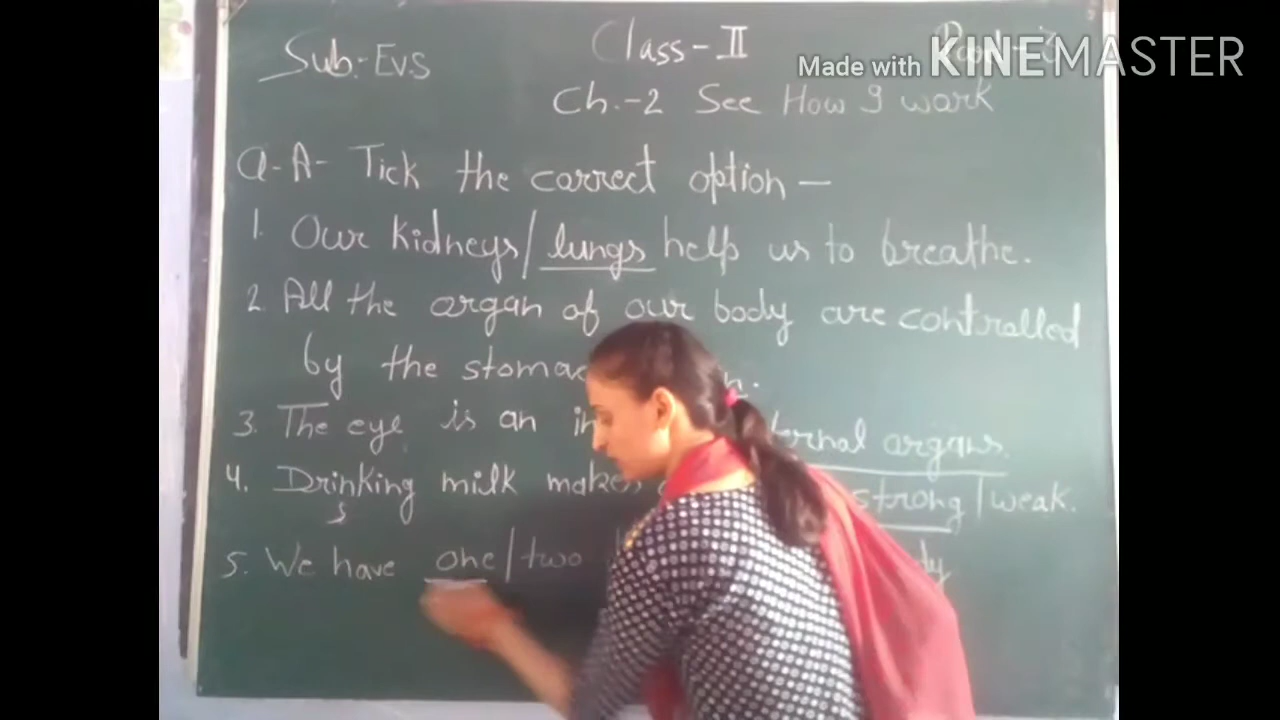 Sub:- Evs
Class - II
Made with KINEMASTER
Ch.-2 See How I work
Q-A- Tick the correct option —
1. Our kidneys/lungs help us to breathe.
2. All the organ of our body are controlled
by the
3. The eye is an organs.
4. Drinking milk makes strong/weak.
s
5. We have one/two